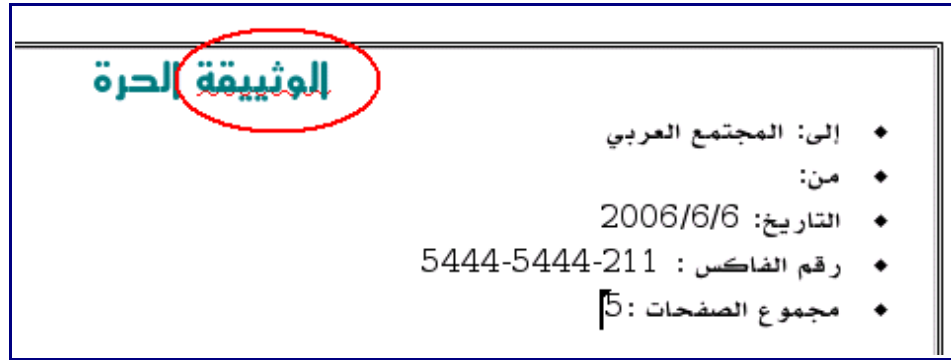 الوثييقة الحرة
إلى: المجتمع العربي
من:
التاريخ: 2006/6/6
رقم الفاكس : 211-5444-5444
مجموع الصفحات :5